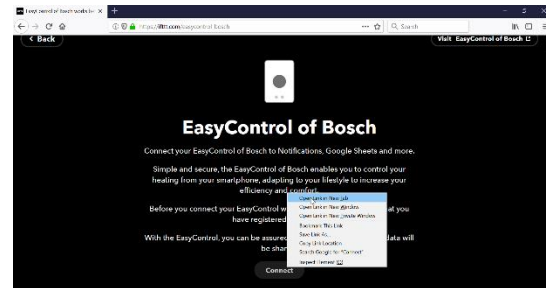 EasyControl of Bosch works be
https://ifttt.com/easycontrol_bosch
Search
< Back
Visit EasyControl of Bosch
EasyControl of Bosch
Connect your EasyControl of Bosch to Notifications, Google Sheets and more.
Simple and secure, the EasyControl of Bosch enables you to control your
heating from your smartphone, adapting to your lifestyle to increase your
efficiency and comfort.
Before you connect your EasyControl w
at you
have registered
With the EasyControl, you can be assured
data will
be shar
Open Link in New Tab
Open Link in New Window
Open Link in New Private Window
Bookmark This Link
Save Link As...
Copy Link Location
Search Google for "Connect"
Inspect Element (Q)
Connect